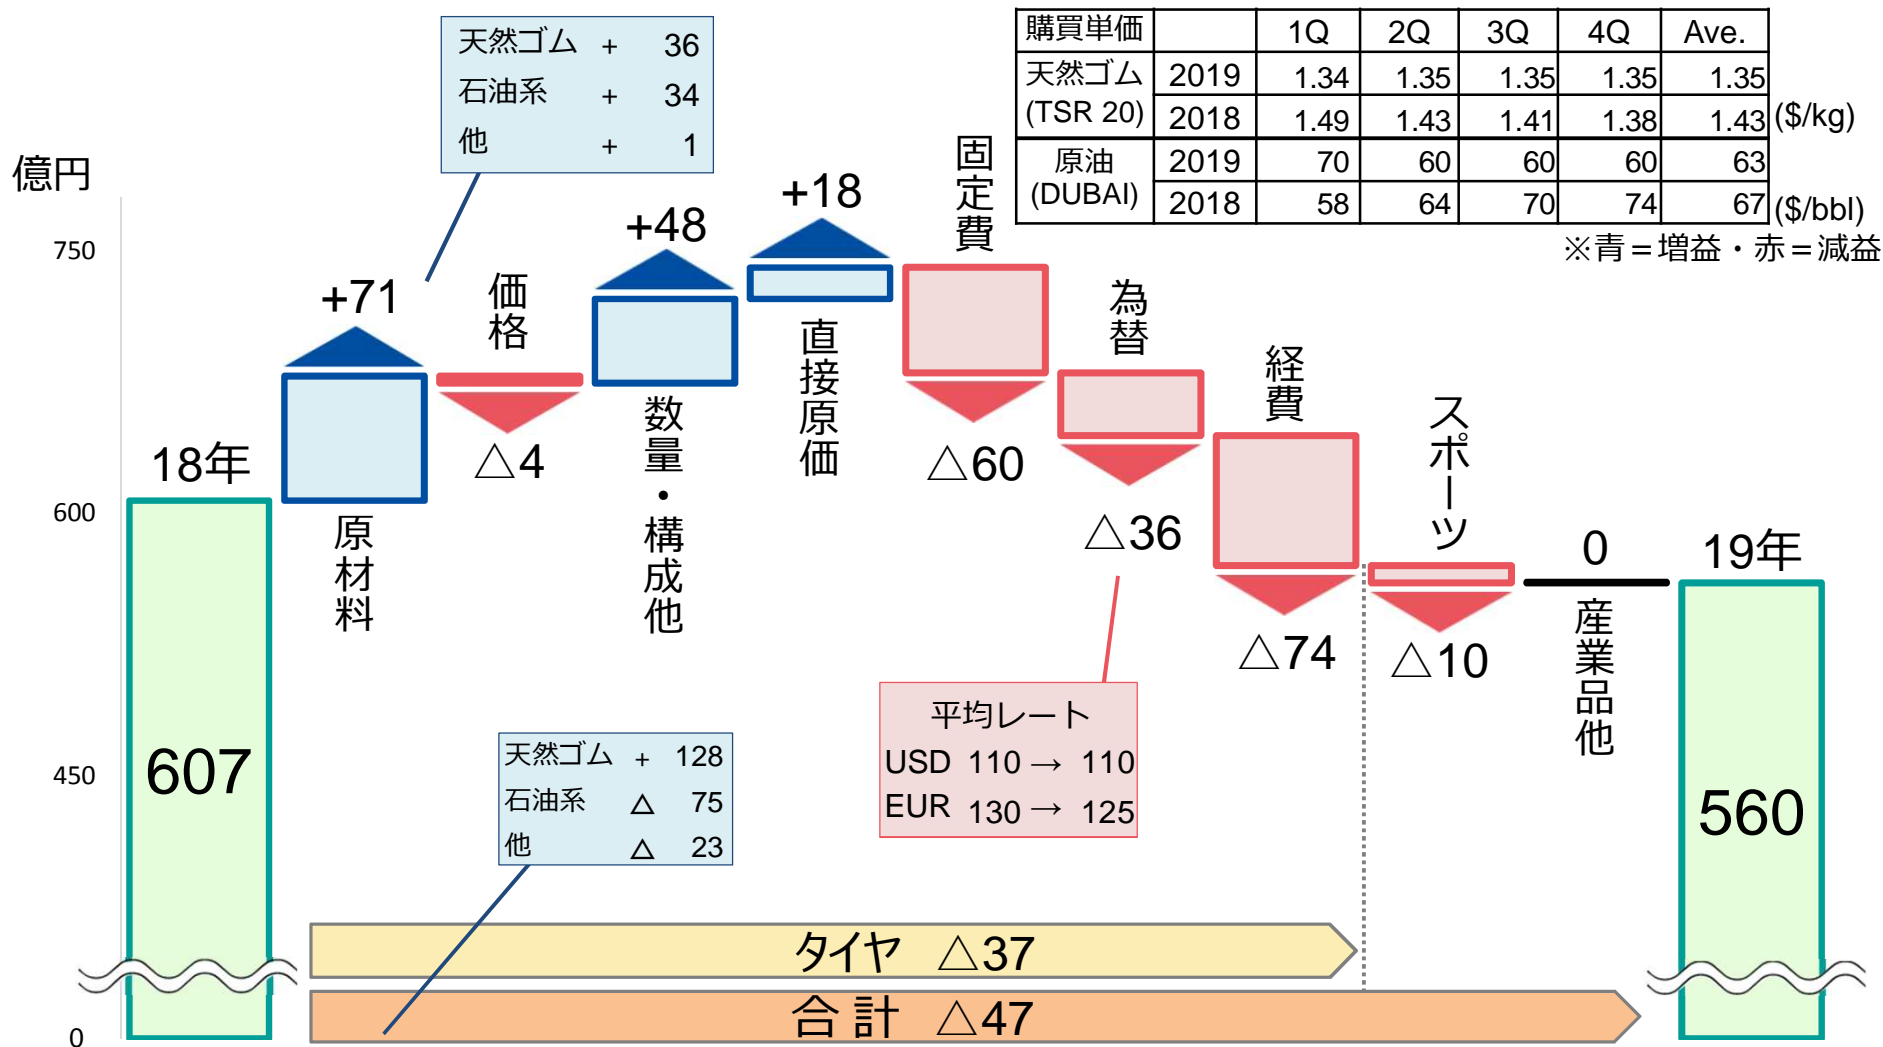 天然ゴム + 36
石油系 + 34
他 + 1
購買単価 1Q 2Q 3Q 4Q Ave.
天然ゴム (TSR 20) 2019 1.34 1.35 1.35 1.35 1.35
2018 1.49 1.43 1.41 1.38 1.43 ($/kg)
原油 (DUBAI) 2019 70 60 60 60 63
2018 58 64 70 74 67 ($/bbl)
※青=増益・赤=減益
億円
750
600
450
0
18年
607
+71
原材料
価格
△4
+48
数量・構成他
+18
直接原価
固定費
△60
為替
△36
経費
△74
スポーツ
△10
0
産業品他
19年
560
平均レート
USD 110 → 110
EUR 130 → 125
天然ゴム + 128
石油系 △ 75
他 △ 23
タイヤ △37
合計 △47